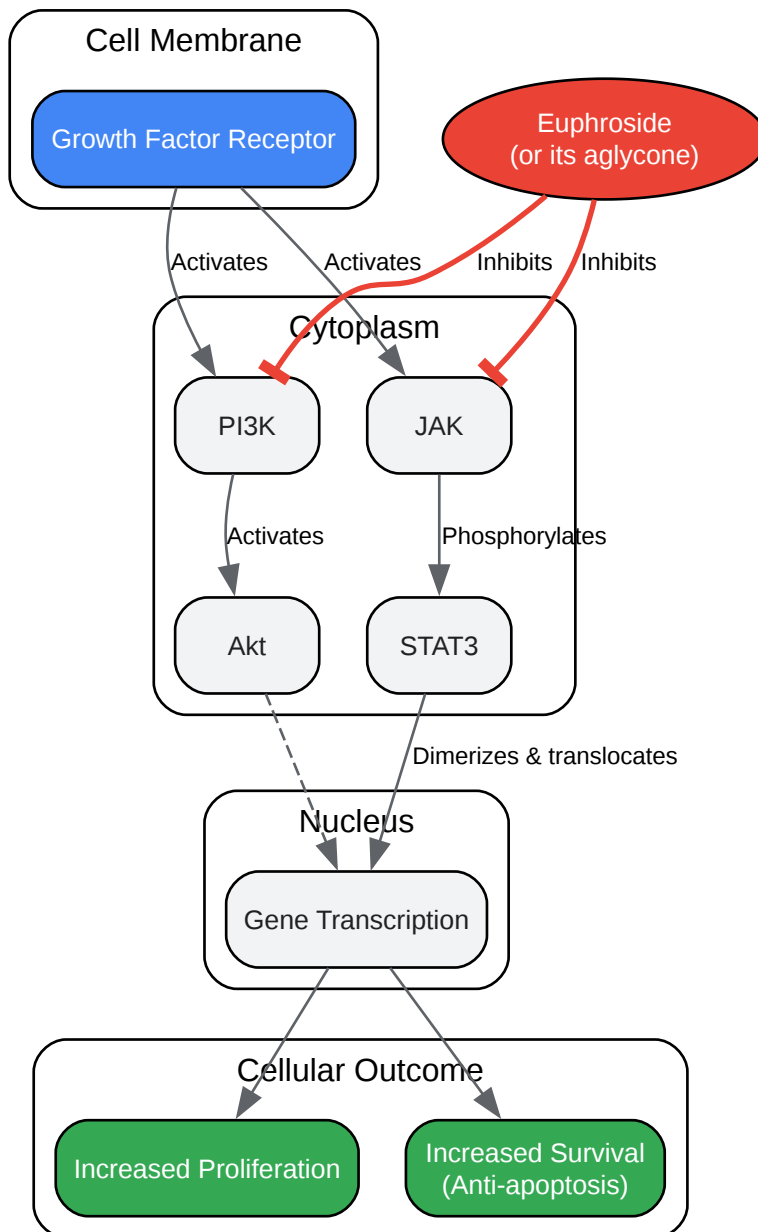 Cell Membrane
Growth Factor Receptor
Euphroside
(or its aglycone)
Activates
Activates
Inhibits
Inhibits
Cytoplasm
PI3K
JAK
Activates
Phosphorylates
Akt
STAT3
Dimerizes & translocates
Nucleus
Gene Transcription
Cellular Outcome
Increased Proliferation
Increased Survival
(Anti-apoptosis)